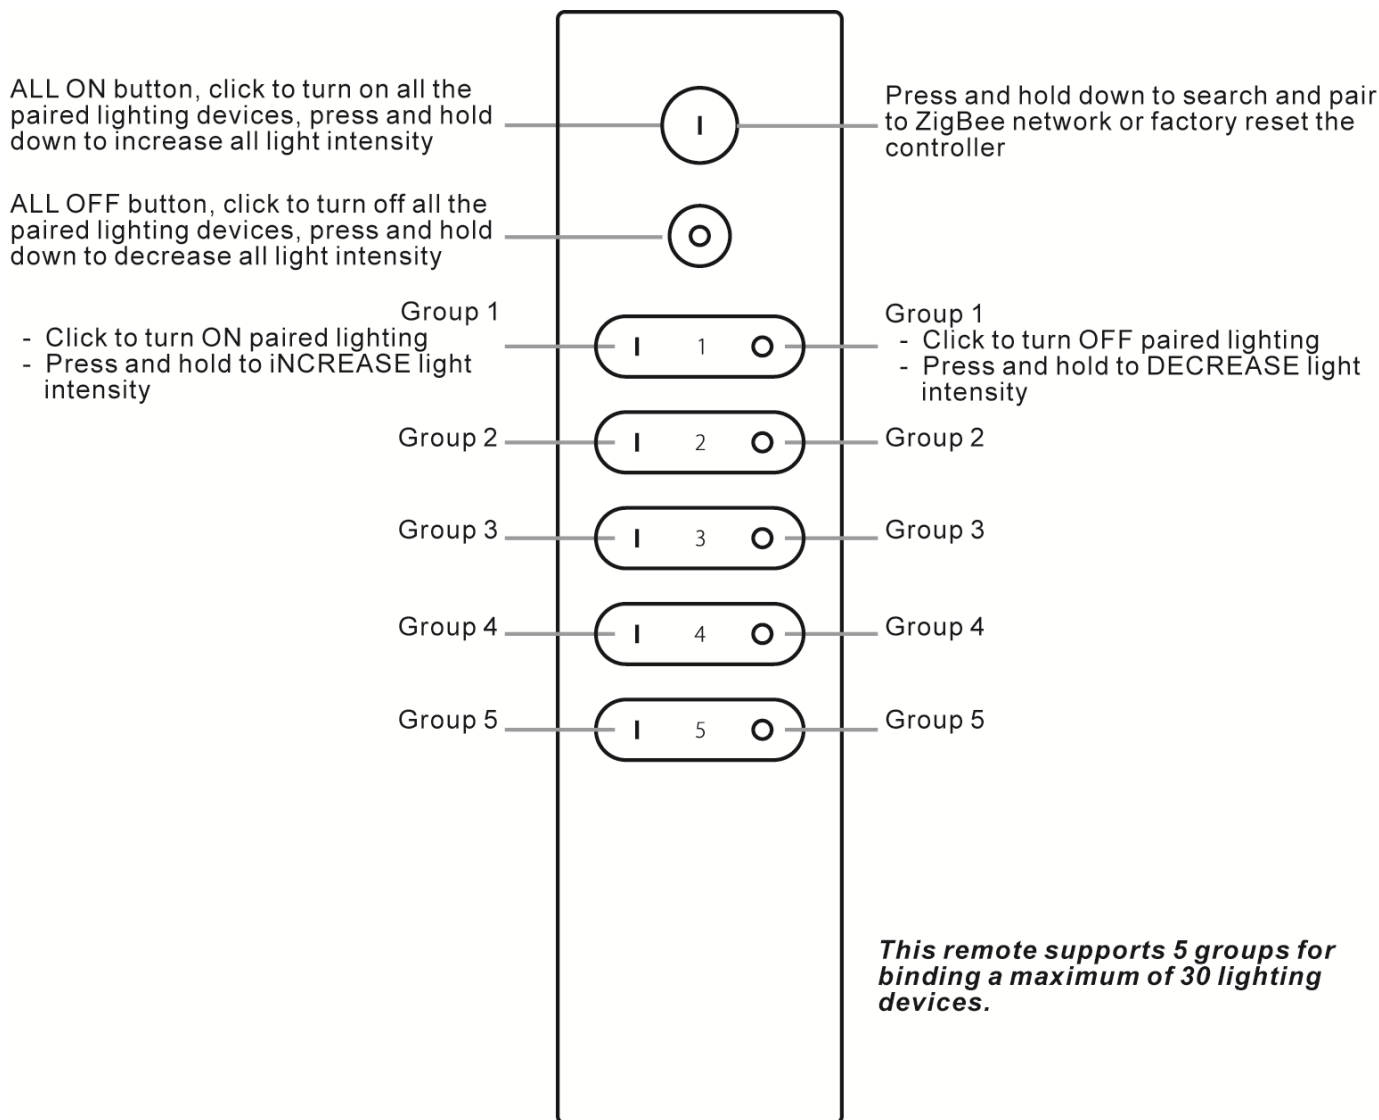 ALL ON button, click to turn on all the
paired lighting devices, press and hold
down to increase all light intensity
I
Press and hold down to search and pair
to ZigBee network or factory reset the
controller
ALL OFF button, click to turn off all the
paired lighting devices, press and hold
down to decrease all light intensity
O
Group 1
- Click to turn ON paired lighting
- Press and hold to iNCREASE light
intensity
I 1 O
Group 1
- Click to turn OFF paired lighting
- Press and hold to DECREASE light
intensity
Group 2
I 2 O
Group 2
Group 3
I 3 O
Group 3
Group 4
I 4 O
Group 4
Group 5
I 5 O
Group 5
This remote supports 5 groups for
binding a maximum of 30 lighting
devices.